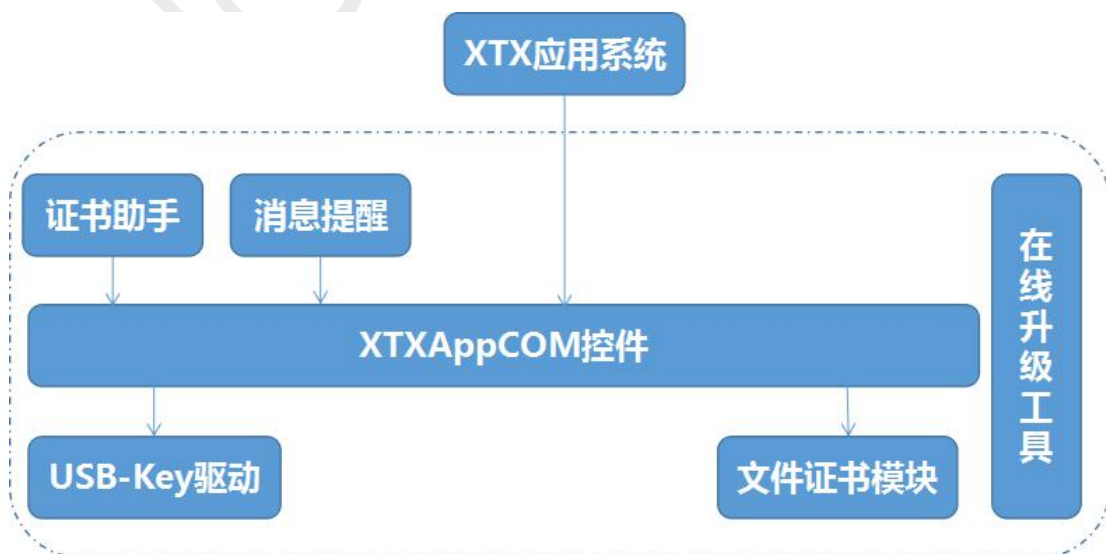 XTX应用系统
证书助手
消息提醒
在线升级工具
XTXAppCOM控件
USB-Key驱动
文件证书模块